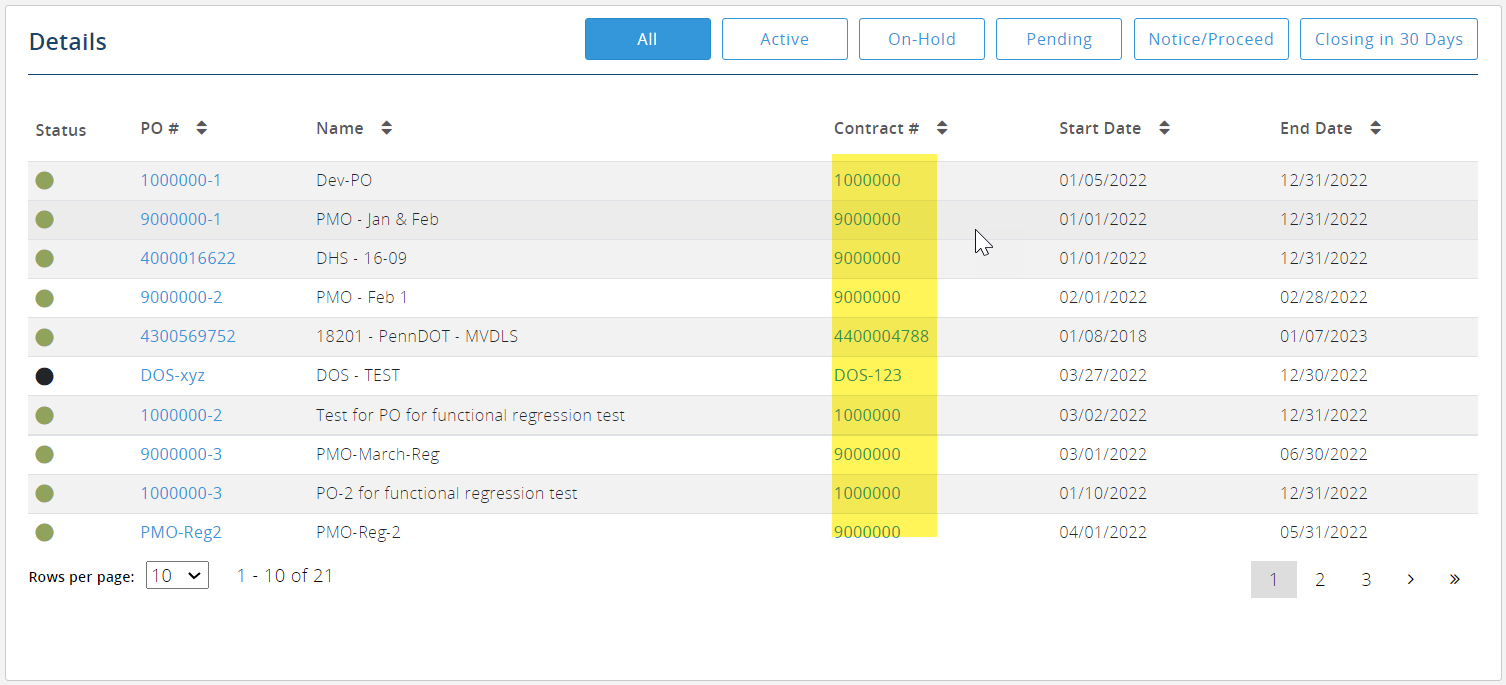 Details All Active On-Hold Pending Notice/Proceed Closing in 30 Days
Status PO # Name Contract # Start Date End Date
1000000-1 Dev-PO 1000000 01/05/2022 12/31/2022
9000000-1 PMO - Jan & Feb 9000000 01/01/2022 12/31/2022
4000016622 DHS - 16-09 9000000 01/01/2022 12/31/2022
9000000-2 PMO - Feb 1 9000000 02/01/2022 02/28/2022
4300569752 18201 - PennDOT - MVDLS 4400004788 01/08/2018 01/07/2023
DOS-xyz DOS - TEST DOS-123 03/27/2022 12/30/2022
1000000-2 Test for PO for functional regression test 1000000 03/02/2022 12/31/2022
9000000-3 PMO-March-Reg 9000000 03/01/2022 06/30/2022
1000000-3 PO-2 for functional regression test 1000000 01/10/2022 12/31/2022
PMO-Reg2 PMO-Reg-2 9000000 04/01/2022 05/31/2022
Rows per page: 10 1 - 10 of 21 1 2 3 › »